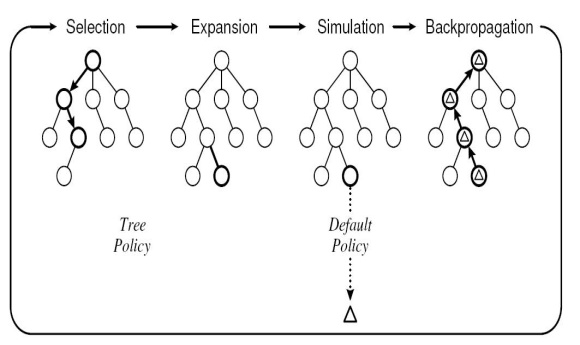 Selection
Expansion
Simulation
Backpropagation
Tree
Policy
Default
Policy